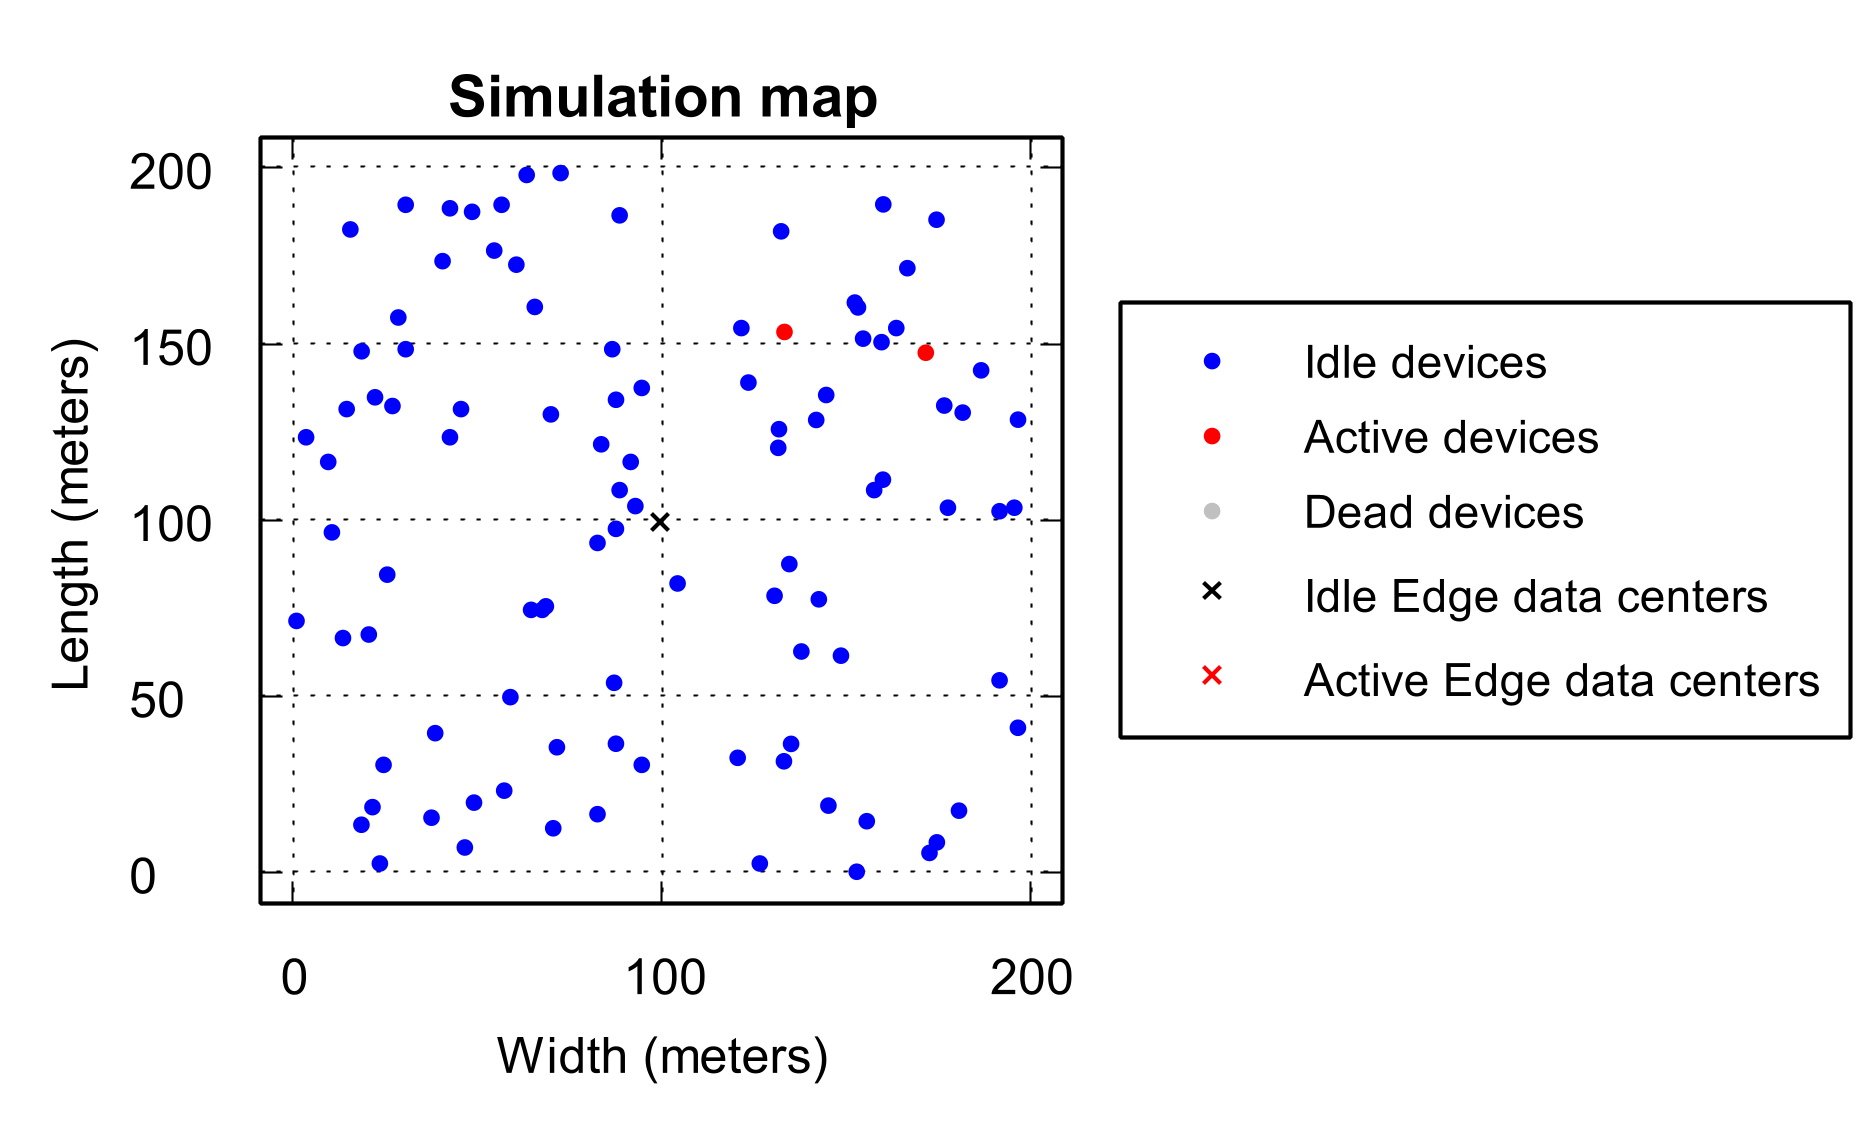 Simulation map
200
150
100
50
0
Length (meters)
0 100 200
Width (meters)
Idle devices
Active devices
Dead devices
Idle Edge data centers
Active Edge data centers